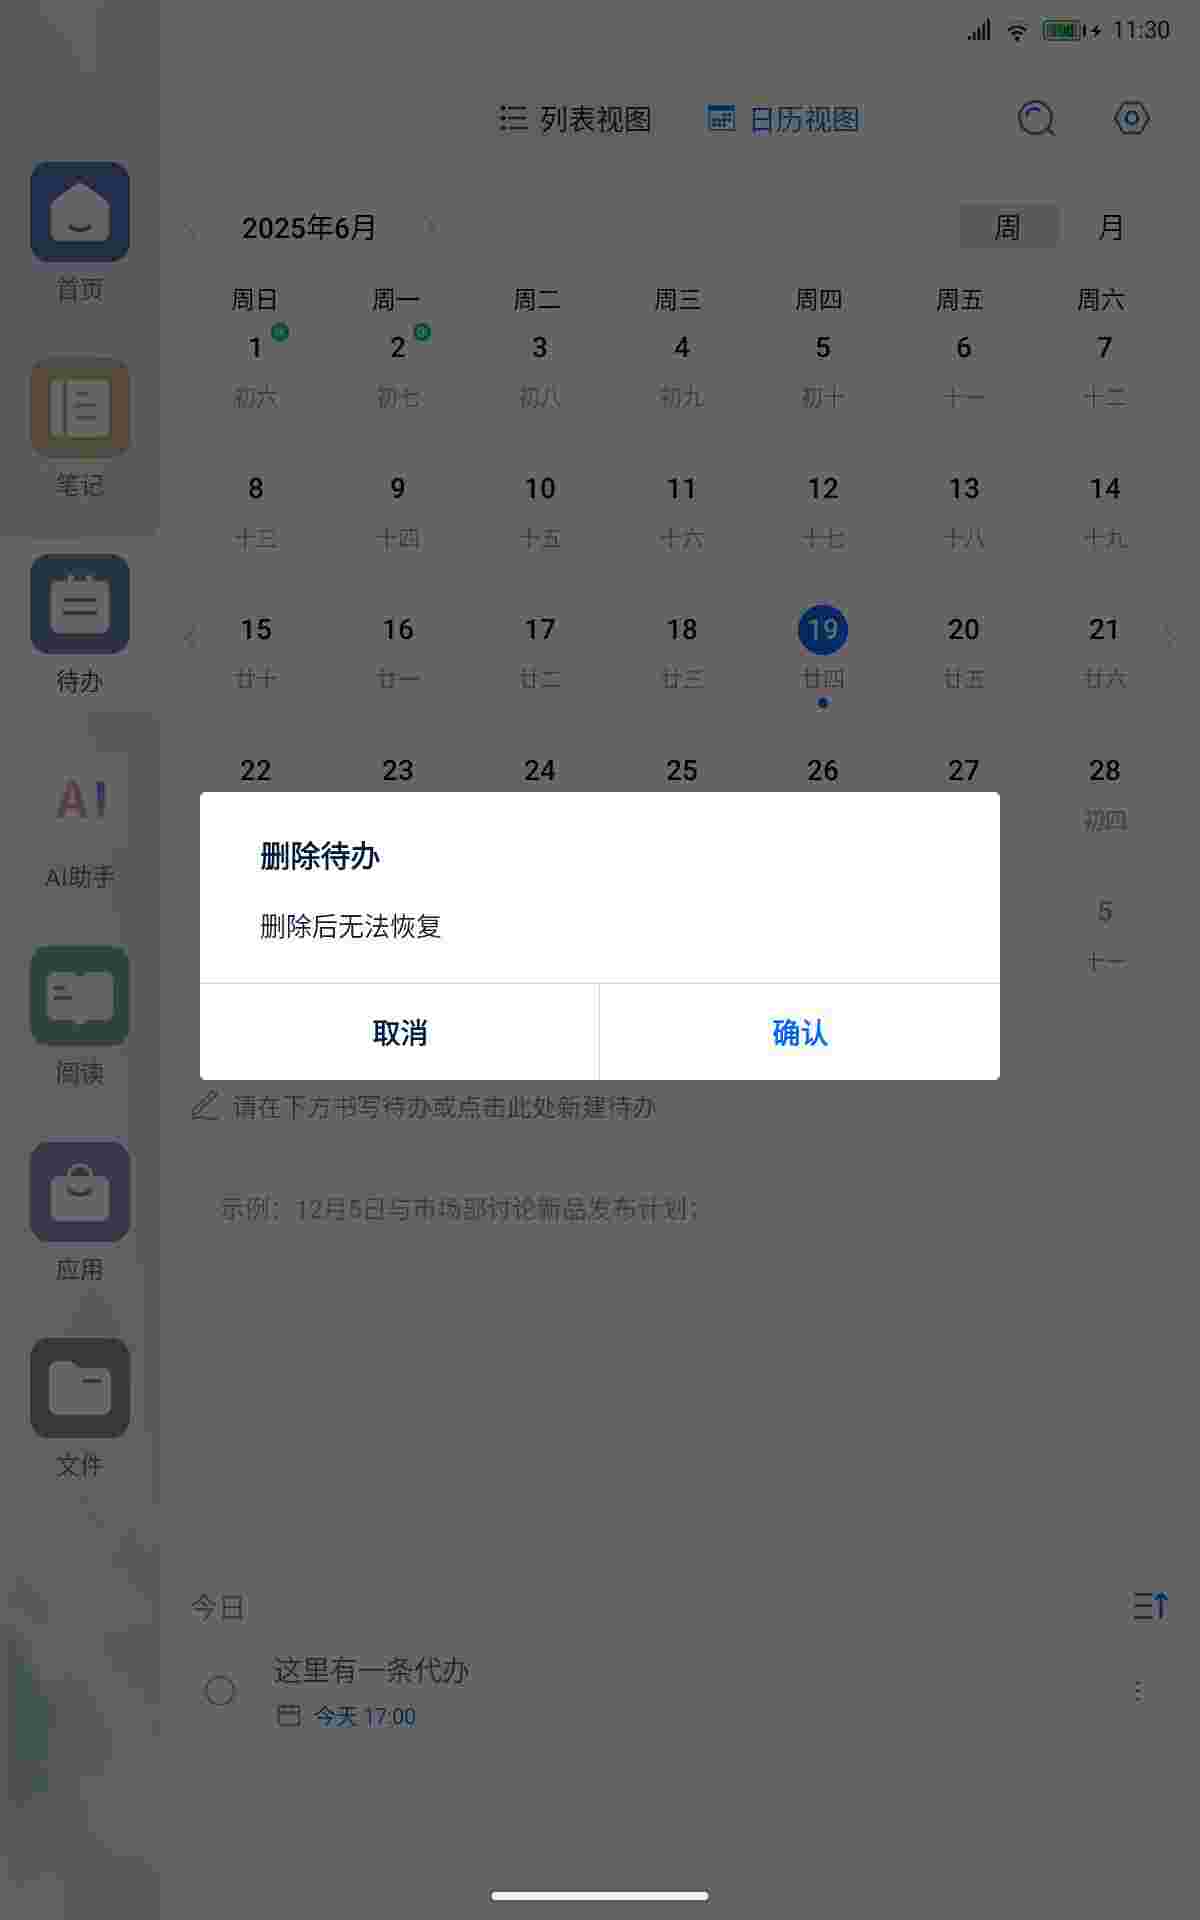 11:30
列表视图 日历视图
2025年6月 周 月
周日 周一 周二 周三 周四 周五 周六
1 2 3 4 5 6 7
初六 初七 初八 初九 初十 十一 十二
8 9 10 11 12 13 14
十三 十四 十五 十六 十七 十八 十九
15 16 17 18 19 20 21
廿十 廿一 廿二 廿三 廿四 廿五 廿六
22 23 24 25 26 27 28
初四
5
十一
首页
笔记
待办
AI
AI助手
阅读
应用
文件
删除待办
删除后无法恢复
取消 确认
请在下方书写待办或点击此处新建待办
示例：12月5日与市场部讨论新品发布计划；
今日
这里有一条代办
今天 17:00